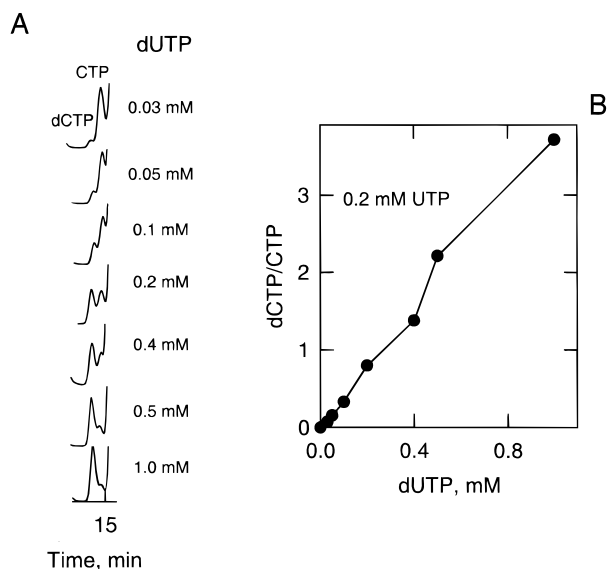 A
dUTP
CTP
dCTP
0.03 mM
0.05 mM
0.1 mM
0.2 mM
0.4 mM
0.5 mM
1.0 mM
15
Time, min
B
0.2 mM UTP
dCTP/CTP
3
2
1
0
0.0 0.4 0.8
dUTP, mM